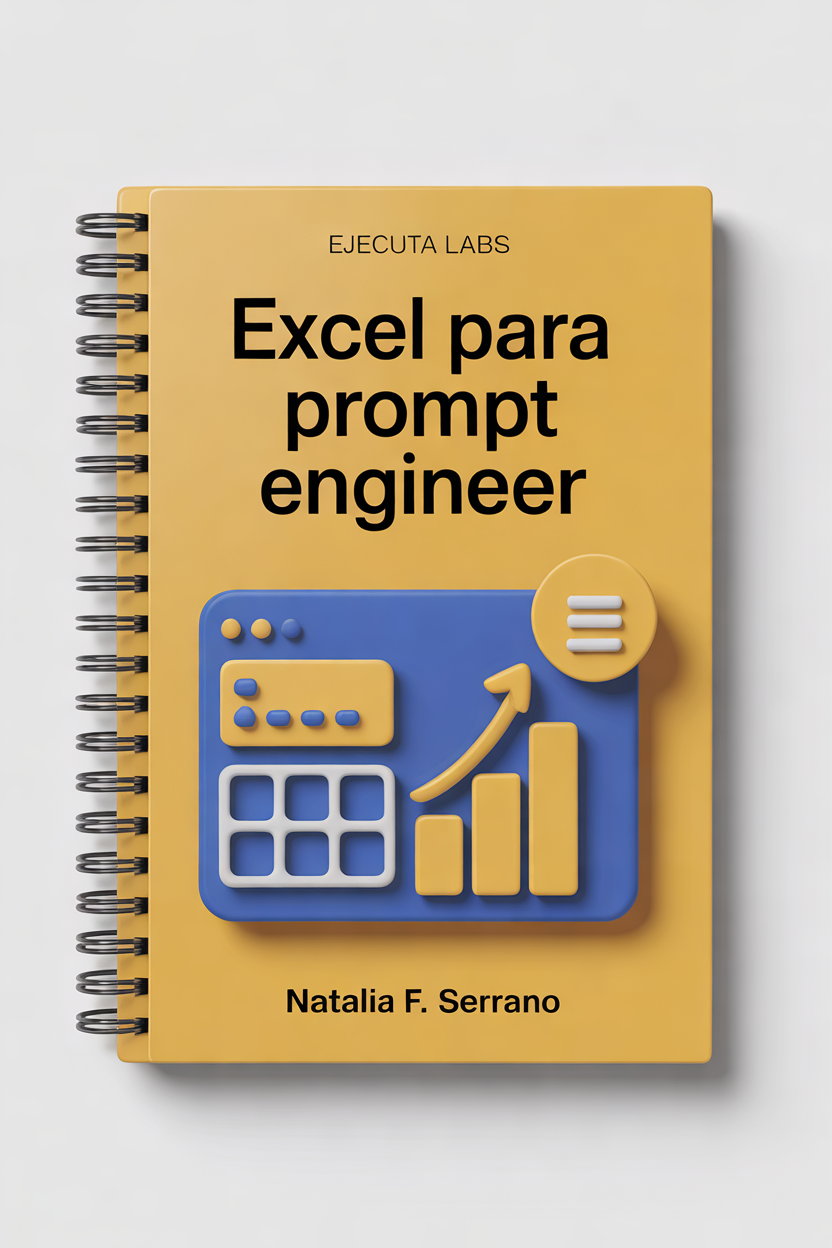 EJECUTA LABS
Excel para
prompt
engineer
Natalia F. Serrano